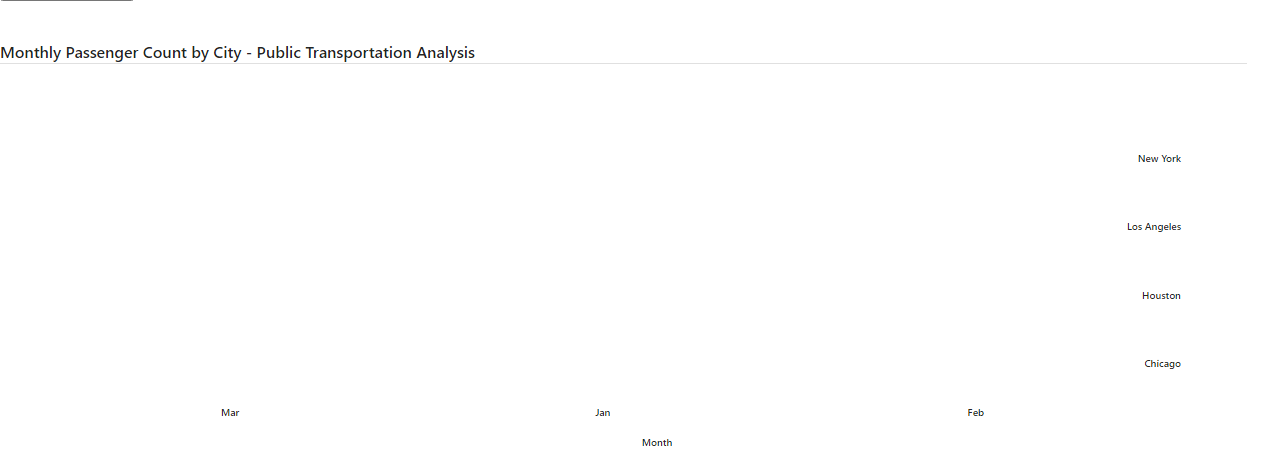 Monthly Passenger Count by City - Public Transportation Analysis
New York
Los Angeles
Houston
Chicago
Mar Jan Feb
Month